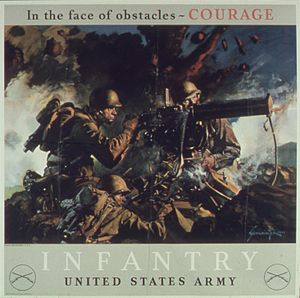 In the face of obstacles - COURAGE
INFANTRY
UNITED STATES ARMY